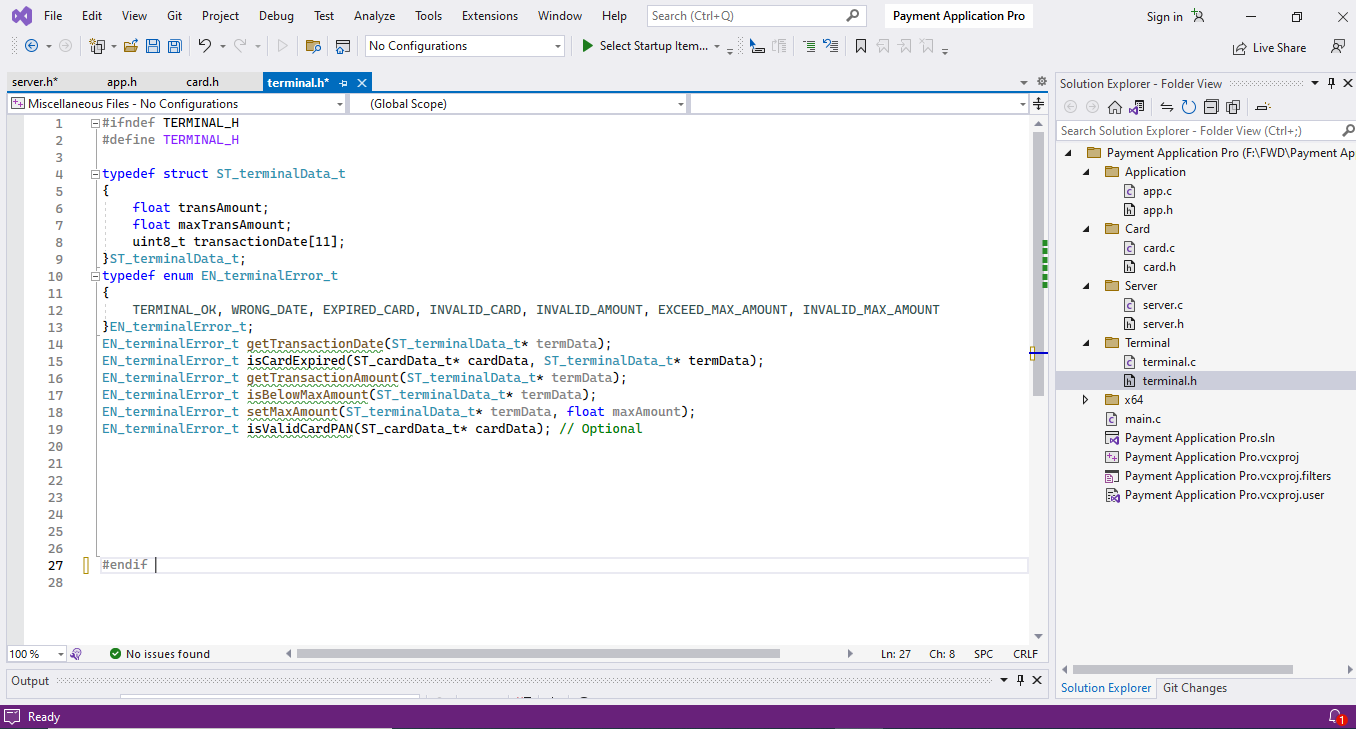 File Edit View Git Project Debug Test Analyze Tools Extensions Window Help Search (Ctrl+Q) Payment Application Pro Sign in
No Configurations Select Startup Item... Live Share
server.h* app.h card.h terminal.h*
Miscellaneous Files - No Configurations (Global Scope)
1 #ifndef TERMINAL_H
2 #define TERMINAL_H
3
4 typedef struct ST_terminalData_t
5 {
6 float transAmount;
7 float maxTransAmount;
8 uint8_t transactionDate[11];
9 }ST_terminalData_t;
10 typedef enum EN_terminalError_t
11 {
12 TERMINAL_OK, WRONG_DATE, EXPIRED_CARD, INVALID_CARD, INVALID_AMOUNT, EXCEED_MAX_AMOUNT, INVALID_MAX_AMOUNT
13 }EN_terminalError_t;
14 EN_terminalError_t getTransactionDate(ST_terminalData_t* termData);
15 EN_terminalError_t isCardExpired(ST_cardData_t* cardData, ST_terminalData_t* termData);
16 EN_terminalError_t getTransactionAmount(ST_terminalData_t* termData);
17 EN_terminalError_t isBelowMaxAmount(ST_terminalData_t* termData);
18 EN_terminalError_t setMaxAmount(ST_terminalData_t* termData, float maxAmount);
19 EN_terminalError_t isValidCardPAN(ST_cardData_t* cardData); // Optional
20
21
22
23
24
25
26
27 #endif
28
100 % No issues found Ln: 27 Ch: 8 SPC CRLF
Output
Solution Explorer - Folder View
Search Solution Explorer - Folder View (Ctrl+;)
Payment Application Pro (F:\FWD\Payment Ap
Application
app.c
app.h
Card
card.c
card.h
Server
server.c
server.h
Terminal
terminal.c
terminal.h
x64
main.c
Payment Application Pro.sln
Payment Application Pro.vcxproj
Payment Application Pro.vcxproj.filters
Payment Application Pro.vcxproj.user
Solution Explorer Git Changes
Ready 1